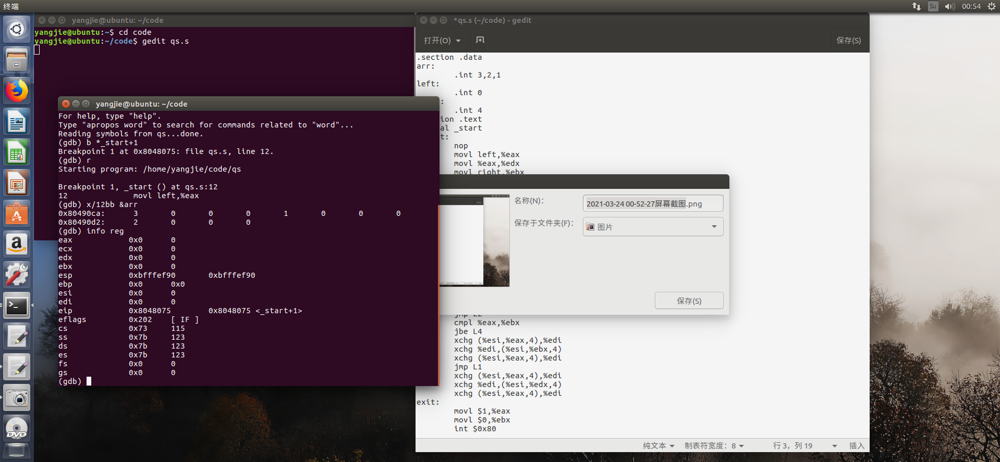 终端
Su
00:54
yangjie@ubuntu: ~/code
yangjie@ubuntu:~$ cd code
yangjie@ubuntu:~/code$ gedit qs.s
*qs.s (~/code) - gedit
打开(O)
保存(S)
.section .data
arr:
.int 3,2,1
left:
.int 0
:
.int 4
ion .text
al _start
t:
nop
movl left,%eax
movl %eax,%edx
movl right,%ebx
yangjie@ubuntu: ~/code
For help, type "help".
Type "apropos word" to search for commands related to "word"...
Reading symbols from qs...done.
(gdb) b *_start+1
Breakpoint 1 at 0x8048075: file qs.s, line 12.
(gdb) r
Starting program: /home/yangjie/code/qs
Breakpoint 1, _start () at qs.s:12
12 movl left,%eax
(gdb) x/12bb &arr
0x80490ca: 3 0 0 0 1 0 0 0
0x80490d2: 2 0 0 0
(gdb) info reg
eax 0x0 0
ecx 0x0 0
edx 0x0 0
ebx 0x0 0
esp 0xbfffef90 0xbfffef90
ebp 0x0 0x0
esi 0x0 0
edi 0x0 0
eip 0x8048075 0x8048075 <_start+1>
eflags 0x202 [ IF ]
cs 0x73 115
ss 0x7b 123
ds 0x7b 123
es 0x7b 123
fs 0x0 0
gs 0x0 0
(gdb)
名称(N)：
2021-03-24 00-52-27屏幕截图.png
保存于文件夹(F)：
图片
保存(S)
jmp L2
cmpl %eax,%ebx
jbe L4
xchg (%esi,%eax,4),%edi
xchg %edi,(%esi,%ebx,4)
xchg (%esi,%eax,4),%edi
jmp L1
xchg (%esi,%eax,4),%edi
xchg %edi,(%esi,%edx,4)
xchg (%esi,%eax,4),%edi
exit:
movl $1,%eax
movl $0,%ebx
int $0x80
纯文本
制表符宽度：8
行 3，列 19
插入
a
DVD